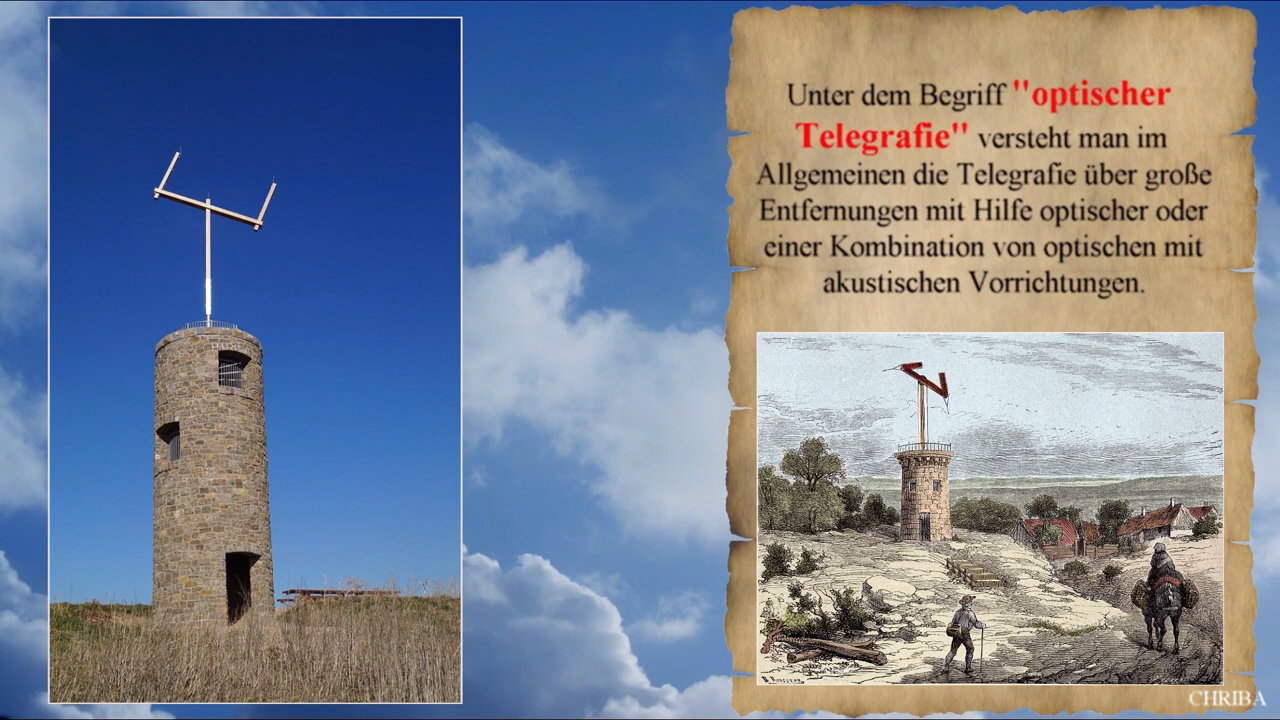 Unter dem Begriff "optischer
Telegrafie" versteht man im
Allgemeinen die Telegrafie über große
Entfernungen mit Hilfe optischer oder
einer Kombination von optischen mit
akustischen Vorrichtungen.
CHRIBA